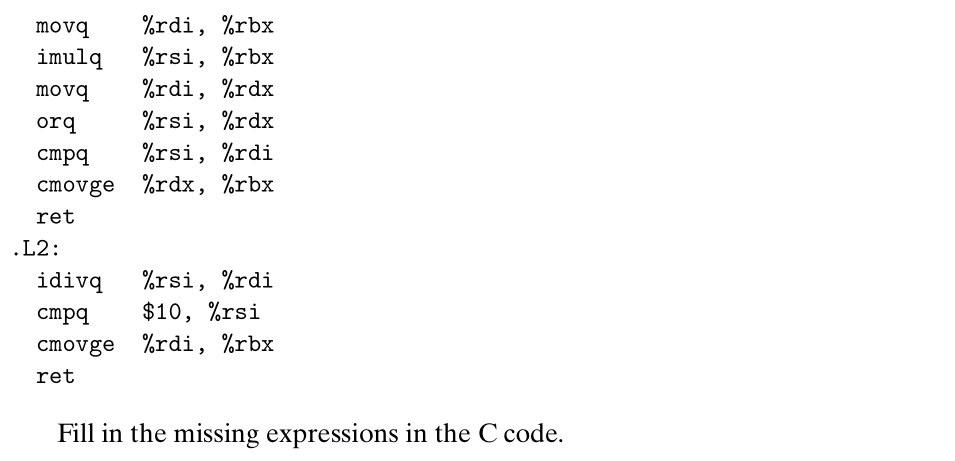 movq %rdi, %rbx
imulq %rsi, %rbx
movq %rdi, %rdx
orq %rsi, %rdx
cmpq %rsi, %rdi
cmovge %rdx, %rbx
ret
.L2:
idivq %rsi, %rdi
cmpq $10, %rsi
cmovge %rdi, %rbx
ret
Fill in the missing expressions in the C code.